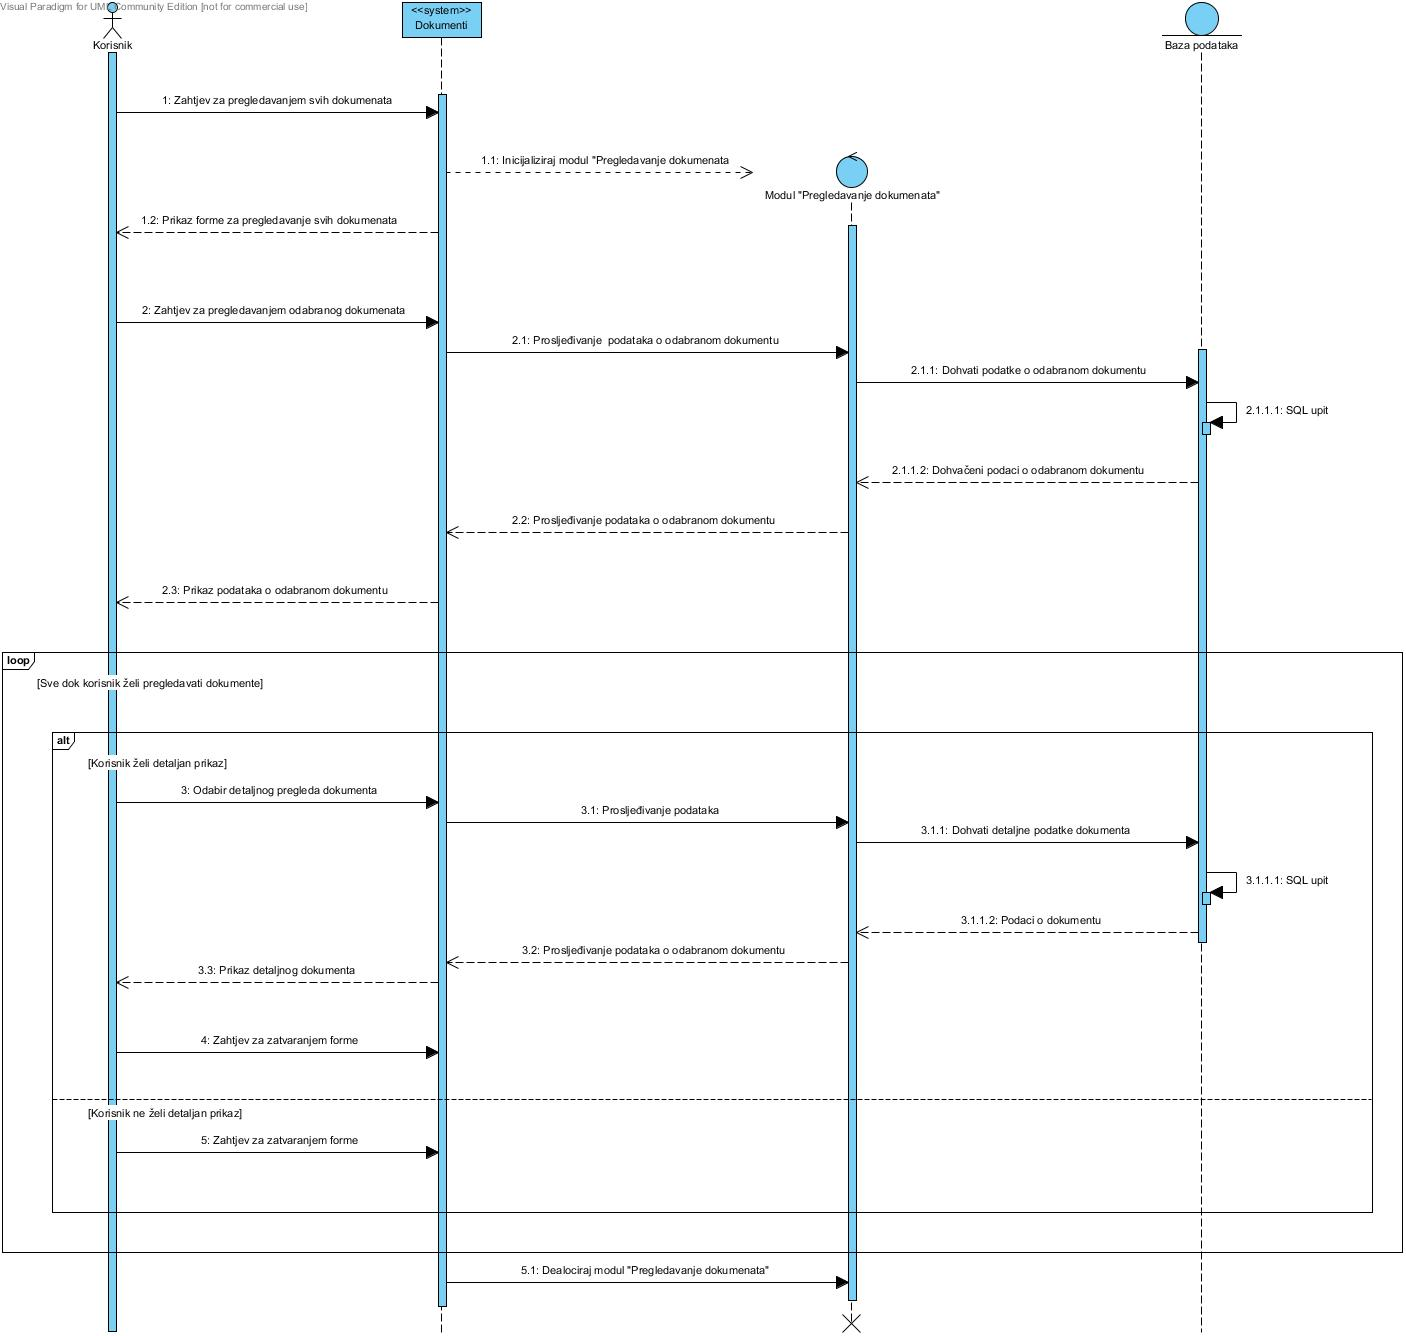 Visual Paradigm for UML Community Edition [not for commercial use]
<<system>>
Dokumenti
Korisnik
Baza podataka
1: Zahtjev za pregledavanjem svih dokumenata
1.1: Inicijaliziraj modul "Pregledavanje dokumenata
Modul "Pregledavanje dokumenata"
1.2: Prikaz forme za pregledavanje svih dokumenata
2: Zahtjev za pregledavanjem odabranog dokumenata
2.1: Prosljeđivanje  podataka o odabranom dokumentu
2.1.1: Dohvati podatke o odabranom dokumentu
2.1.1.1: SQL upit
2.1.1.2: Dohvačeni podaci o odabranom dokumentu
2.2: Prosljeđivanje podataka o odabranom dokumentu
2.3: Prikaz podataka o odabranom dokumentu
loop
[Sve dok korisnik želi pregledavati dokumente]
alt
[Korisnik želi detaljan prikaz]
3: Odabir detaljnog pregleda dokumenta
3.1: Prosljeđivanje podataka
3.1.1: Dohvati detaljne podatke dokumenta
3.1.1.1: SQL upit
3.1.1.2: Podaci o dokumentu
3.2: Prosljeđivanje podataka o odabranom dokumentu
3.3: Prikaz detaljnog dokumenta
4: Zahtjev za zatvaranjem forme
[Korisnik ne želi detaljan prikaz]
5: Zahtjev za zatvaranjem forme
5.1: Dealociraj modul "Pregledavanje dokumenata"